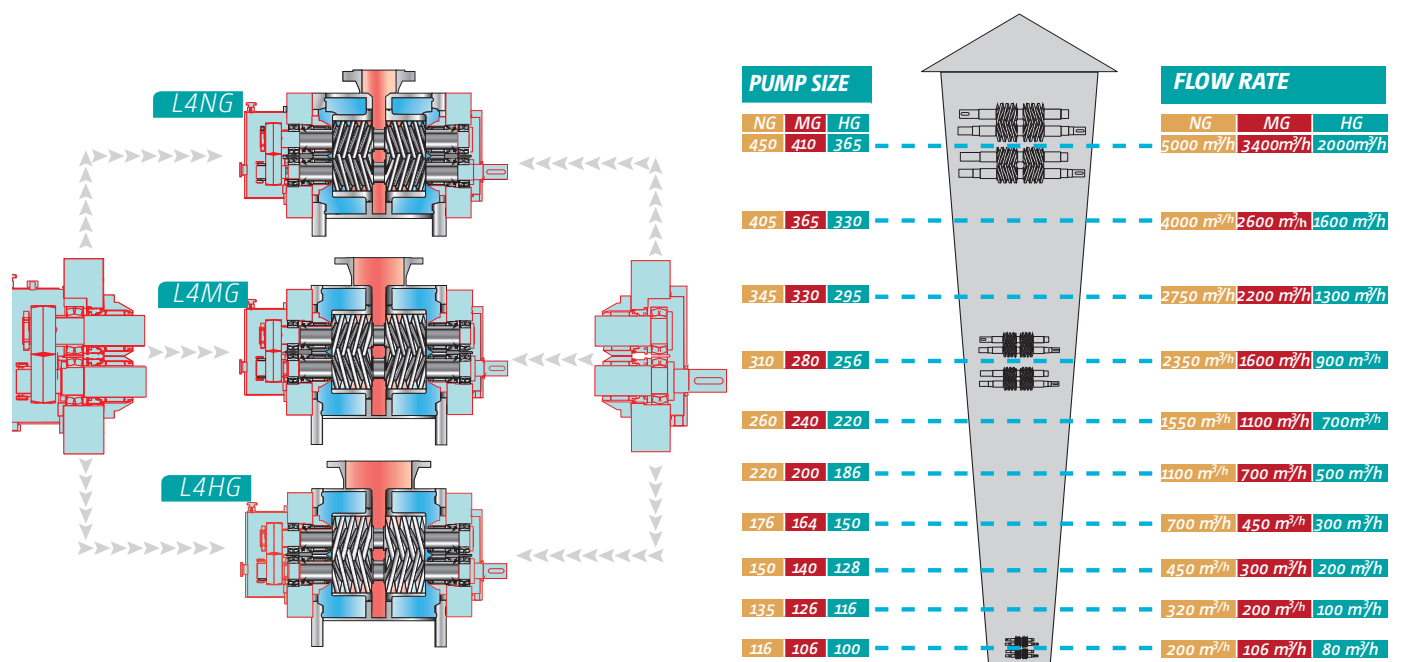 L4NG
L4MG
L4HG
PUMP SIZE
NG MG HG
450 410 365
405 365 330
345 330 295
310 280 256
260 240 220
220 200 186
176 164 150
150 140 128
135 126 116
116 106 100
FLOW RATE
NG MG HG
5000 m³/h 3400m³/h 2000m³/h
4000 m³/h 2600 m³/h 1600 m³/h
2750 m³/h 2200 m³/h 1300 m³/h
2350 m³/h 1600 m³/h 900 m³/h
1550 m³/h 1100 m³/h 700m³/h
1100 m³/h 700 m³/h 500 m³/h
700 m³/h 450 m³/h 300 m³/h
450 m³/h 300 m³/h 200 m³/h
320 m³/h 200 m³/h 100 m³/h
200 m³/h 106 m³/h 80 m³/h